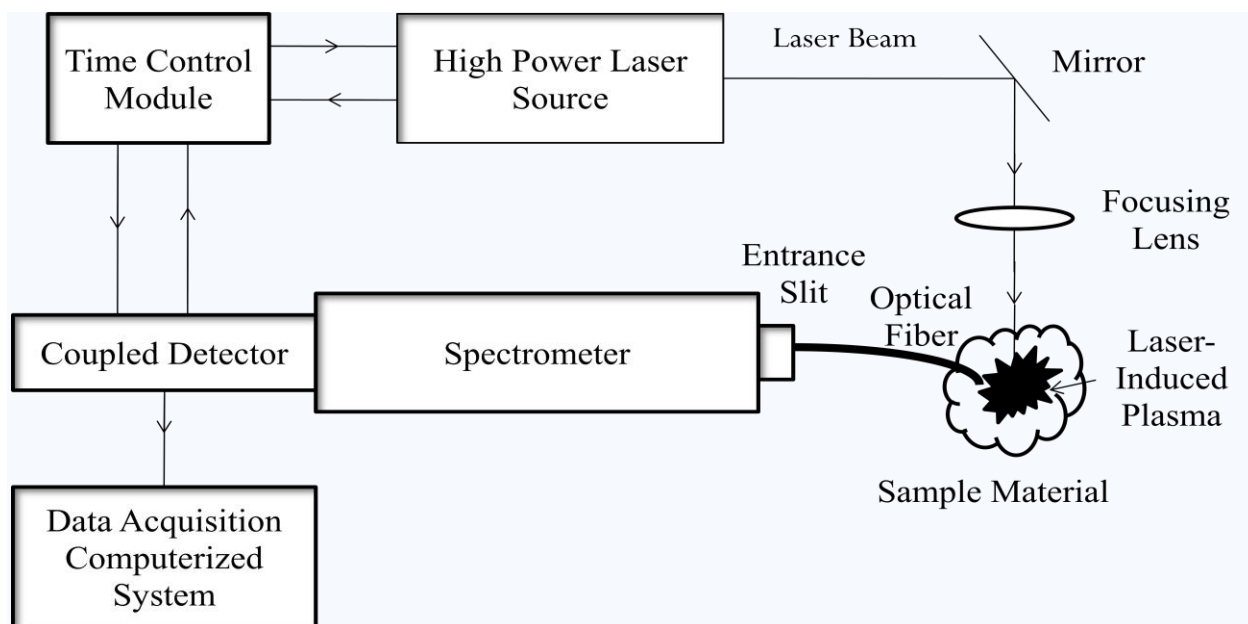 Time Control
Module
High Power Laser
Source
Laser Beam
Mirror
Focusing
Lens
Entrance
Slit
Optical
Fiber
Coupled Detector
Spectrometer
Laser-
Induced
Plasma
Sample Material
Data Acquisition
Computerized
System